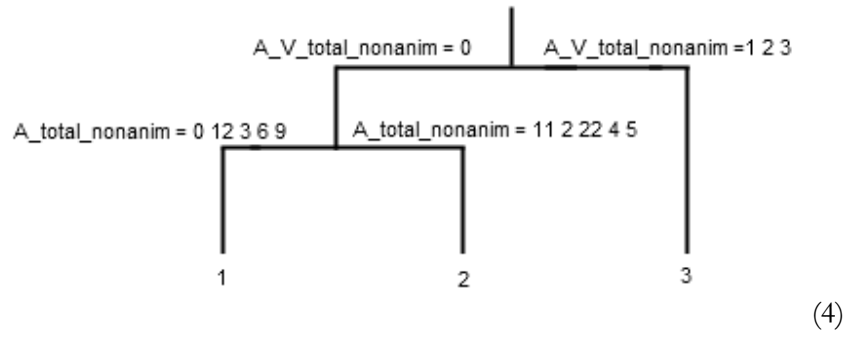 A_V_total_nonanim = 0 A_V_total_nonanim =1 2 3
A_total_nonanim = 0 12 3 6 9 A_total_nonanim = 11 2 22 4 5
1 2 3
(4)